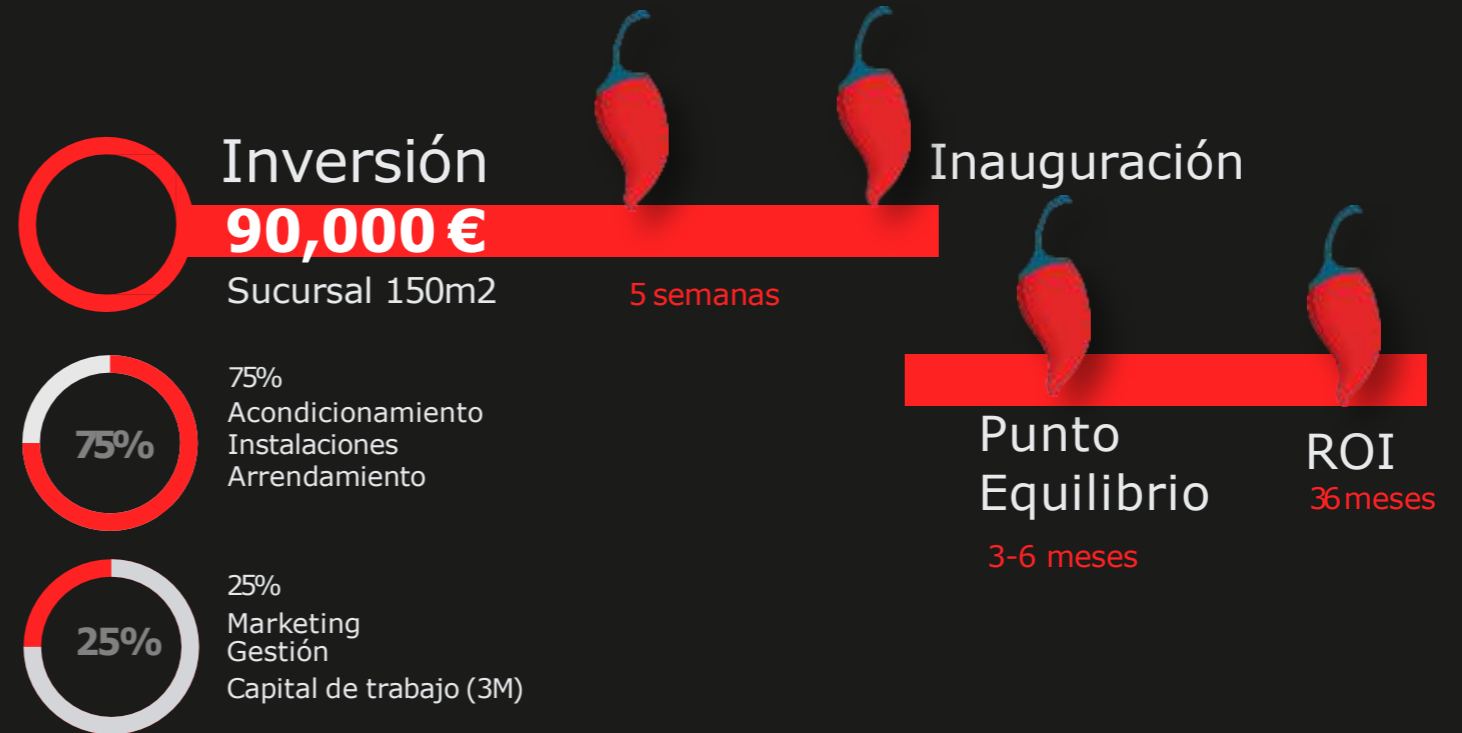 Inversión
90,000 €
Sucursal 150m2
5 semanas
Inauguración
75%
75%
Acondicionamiento
Instalaciones
Arrendamiento
Punto
Equilibrio
3-6 meses
ROI
36 meses
25%
25%
Marketing
Gestión
Capital de trabajo (3M)